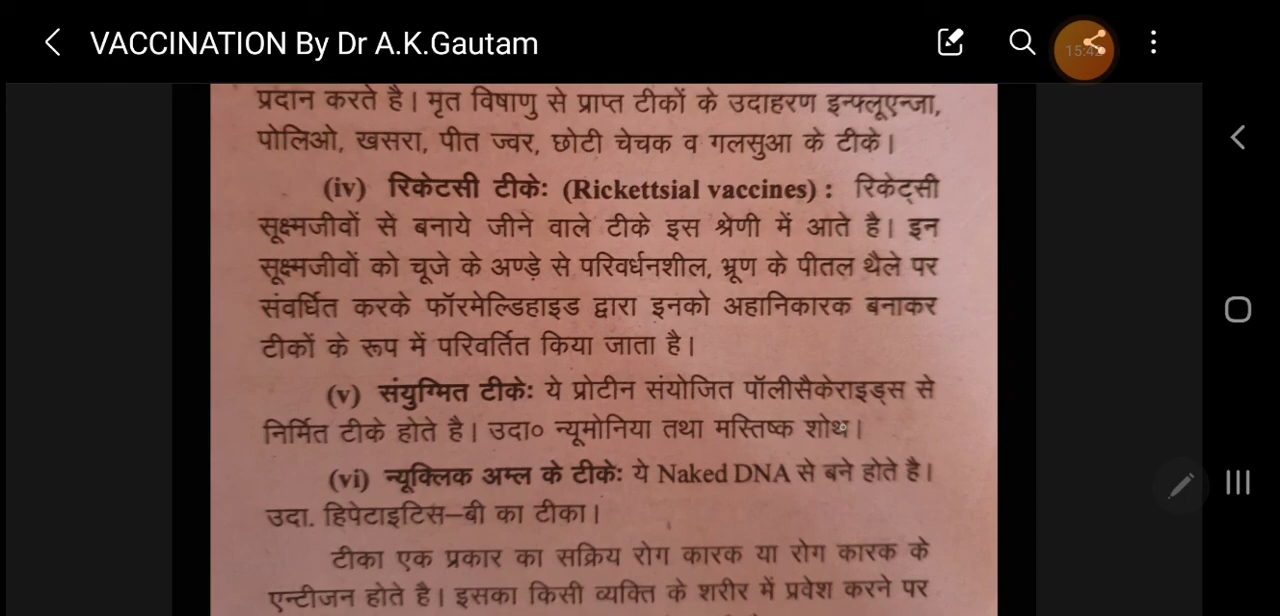 VACCINATION By Dr A.K.Gautam
15:42
प्रदान करते है। मृत विषाणु से प्राप्त टीकों के उदाहरण इन्फ्लूएन्जा,
पोलिओ, खसरा, पीत ज्वर, छोटी चेचक व गलसुआ के टीके।
(iv) रिकेटसी टीकेः (Rickettsial vaccines) : रिकेट्सी
सूक्ष्मजीवों से बनाये जीने वाले टीके इस श्रेणी में आते है। इन
सूक्ष्मजीवों को चूजे के अण्ड़े से परिवर्धनशील, भ्रूण के पीतल थैले पर
संवर्धित करके फॉरमेल्डिहाइड द्वारा इनको अहानिकारक बनाकर
टीकों के रूप में परिवर्तित किया जाता है।
(v) संयुग्मित टीकेः ये प्रोटीन संयोजित पॉलीसैकेराइड्स से
निर्मित टीके होते है। उदा० न्यूमोनिया तथा मस्तिष्क शोथ।
(vi) न्यूक्लिक अम्ल के टीकेः ये Naked DNA से बने होते है।
उदा. हिपेटाइटिस–बी का टीका।
टीका एक प्रकार का सक्रिय रोग कारक या रोग कारक के
एन्टीजन होते है। इसका किसी व्यक्ति के शरीर में प्रवेश करने पर